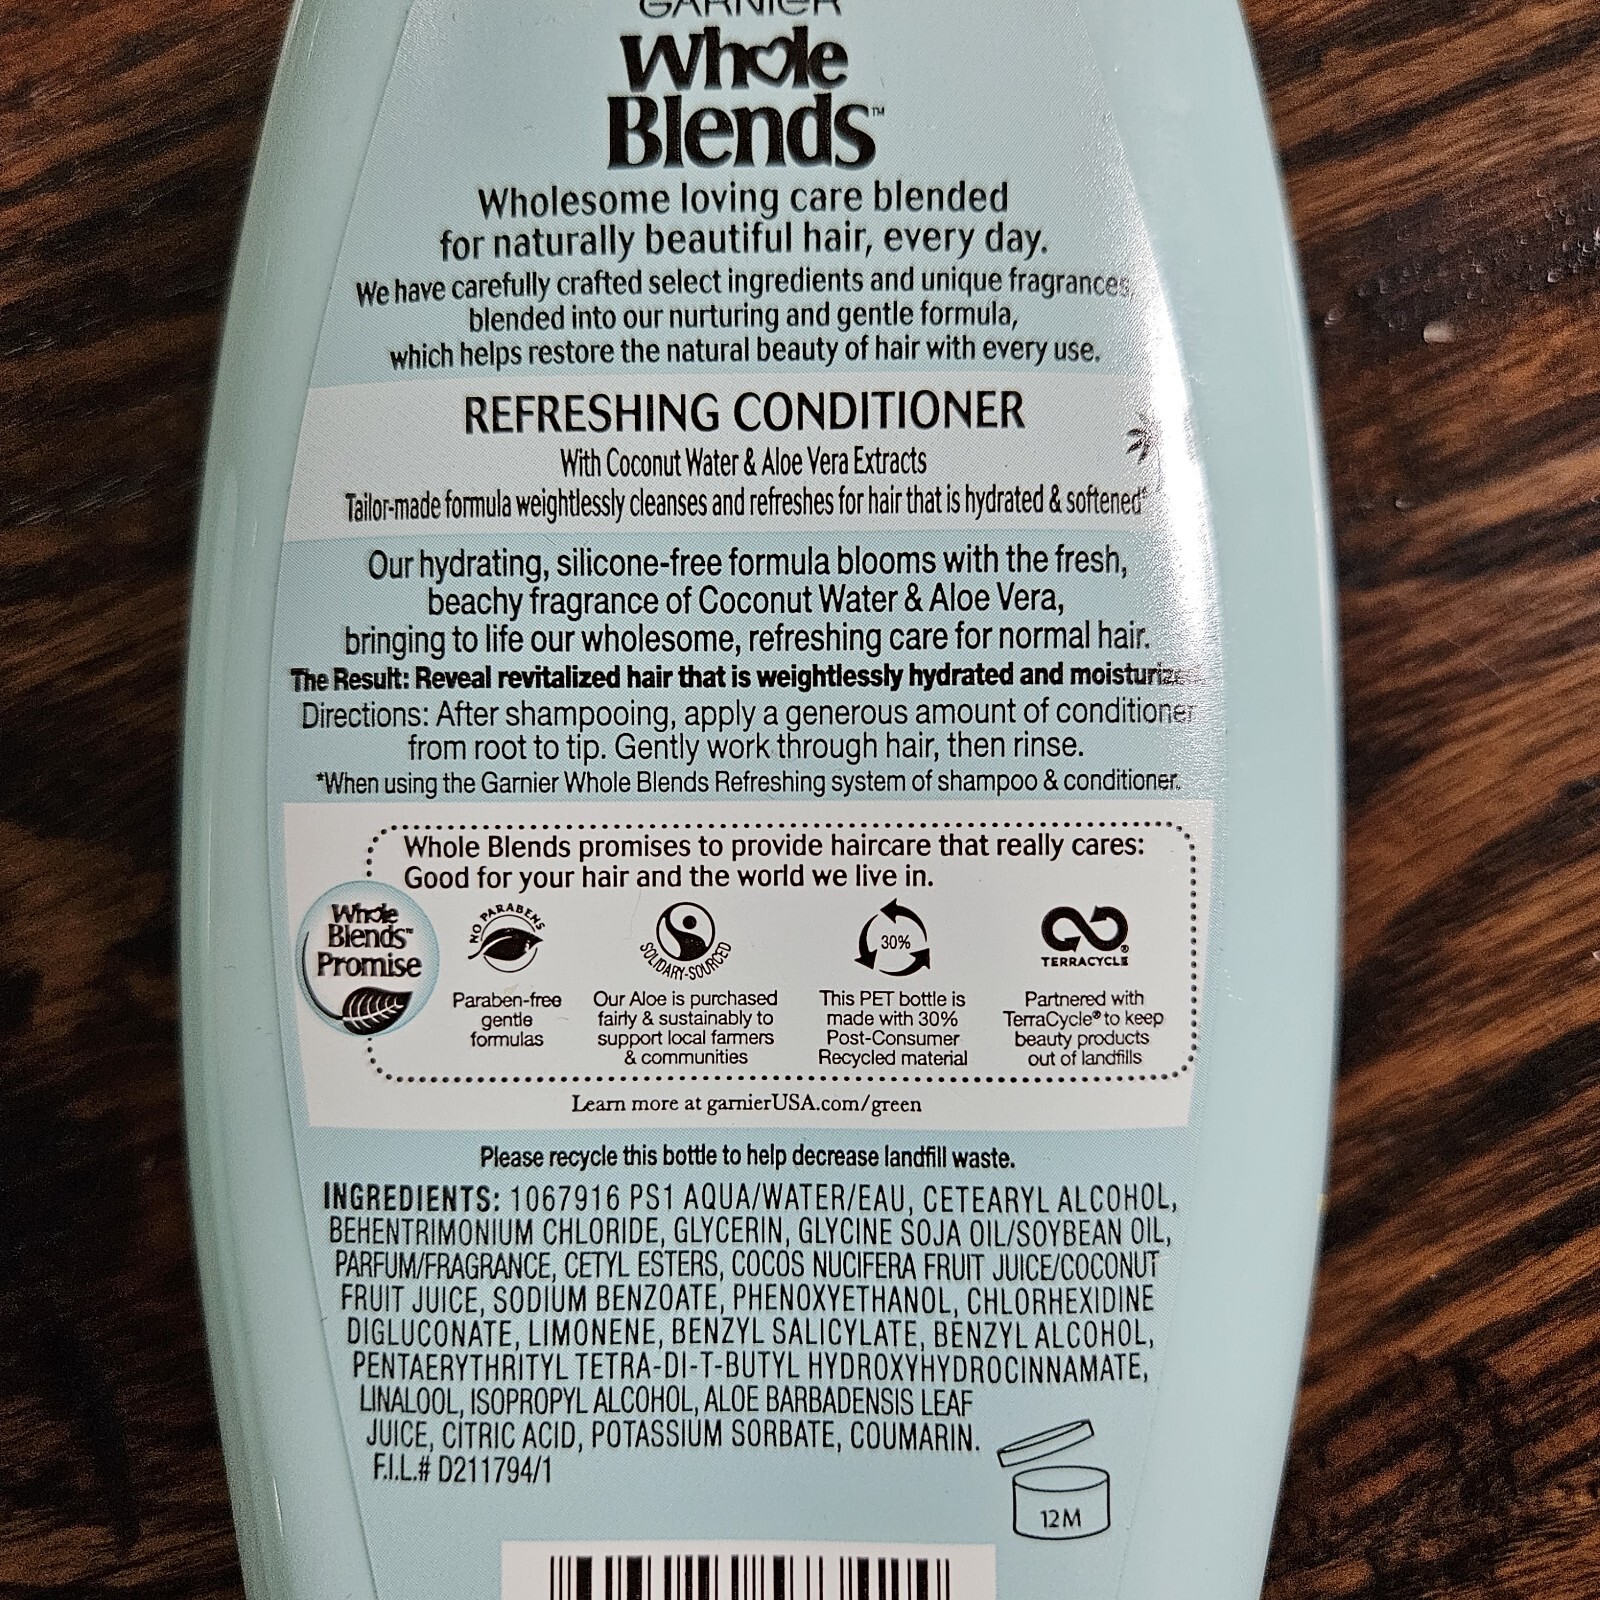 GARNIER
Whole
Blends™
Wholesome loving care blended
for naturally beautiful hair, every day.
We have carefully crafted select ingredients and unique fragrances,
blended into our nurturing and gentle formula,
which helps restore the natural beauty of hair with every use.
REFRESHING CONDITIONER
With Coconut Water & Aloe Vera Extracts
Tailor-made formula weightlessly cleanses and refreshes for hair that is hydrated & softened*
Our hydrating, silicone-free formula blooms with the fresh,
beachy fragrance of Coconut Water & Aloe Vera,
bringing to life our wholesome, refreshing care for normal hair.
The Result: Reveal revitalized hair that is weightlessly hydrated and
Directions: After shampooing, apply a generous amount of conditioner
from root to tip. Gently work through hair, then rinse.
*When using the Garnier Whole Blends Refreshing system of shampoo & conditioner.
Whole Blends promises to provide haircare that really cares:
Good for your hair and the world we live in.
Whole
Blends™
Promise
NO PARABENS
Paraben-free
gentle
formulas
SOLIDARY-SOURCED
Our Aloe is purchased
fairly & sustainably to
support local farmers
& communities
30%
This PET bottle is
made with 30%
Post-Consumer
Recycled material
TERRACYCLE®
Partnered with
TerraCycle® to keep
beauty products
out of landfills
Learn more at garnierUSA.com/green
Please recycle this bottle to help decrease landfill waste.
INGREDIENTS: 1067916 PS1 AQUA/WATER/EAU, CETEARYL ALCOHOL,
BEHENTRIMONIUM CHLORIDE, GLYCERIN, GLYCINE SOJA OIL/SOYBEAN OIL,
PARFUM/FRAGRANCE, CETYL ESTERS, COCOS NUCIFERA FRUIT JUICE/COCONUT
FRUIT JUICE, SODIUM BENZOATE, PHENOXYETHANOL, CHLORHEXIDINE
DIGLUCONATE, LIMONENE, BENZYL SALICYLATE, BENZYL ALCOHOL,
PENTAERYTHRITYL TETRA-DI-T-BUTYL HYDROXYHYDROCINNAMATE,
LINALOOL, ISOPROPYL ALCOHOL, ALOE BARBADENSIS LEAF
JUICE, CITRIC ACID, POTASSIUM SORBATE, COUMARIN.
F.I.L.# D211794/1
12M